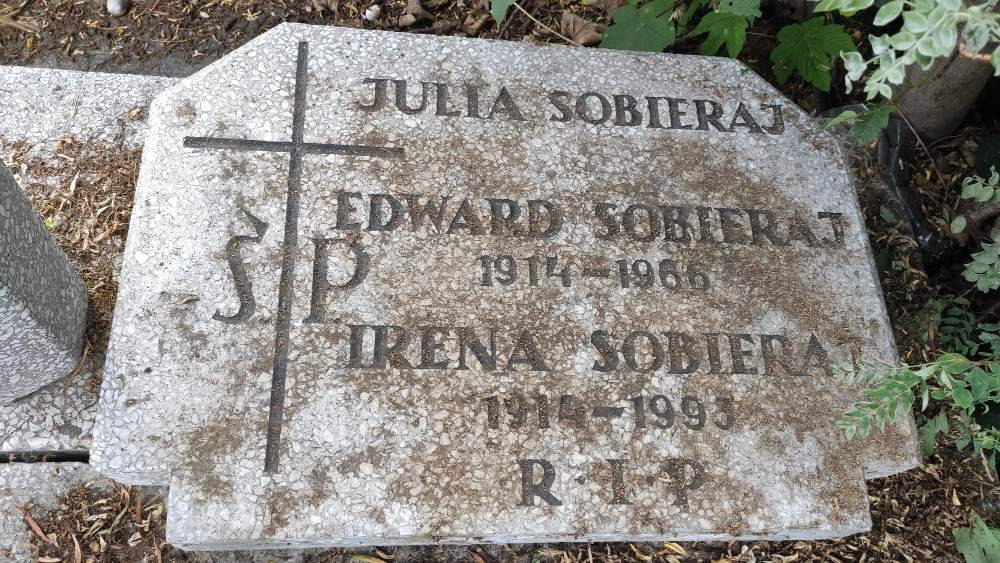 JULIA SOBIERAJ
EDWARD SOBIERAJ
1914-1966
Ś P
IRENA SOBIERAJ
1914-1993
R·I·P